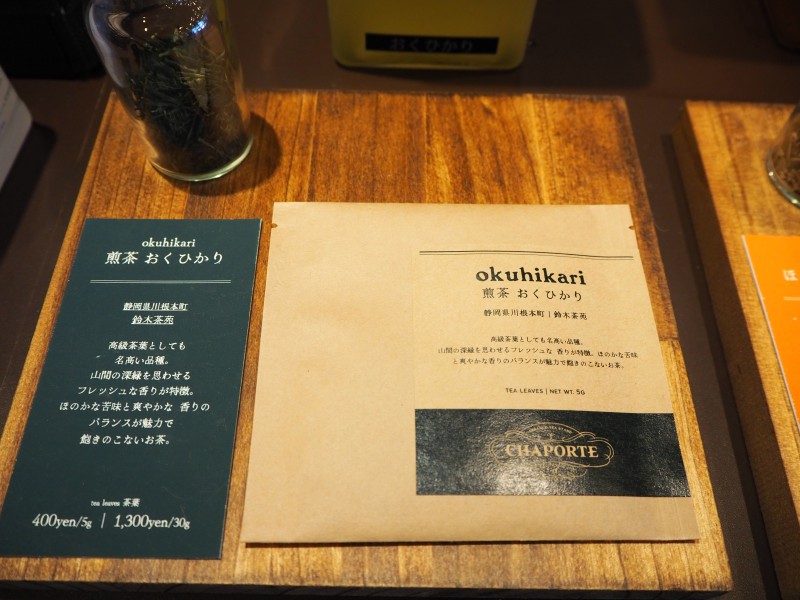 おくひかり
okuhikari
煎茶 おくひかり
静岡県川根本町
鈴木茶苑
高級茶葉としても
名高い品種。
山間の深緑を思わせる
フレッシュな香りが特徴。
ほのかな苦味と爽やかな 香りの
バランスが魅力で
飽きのこないお茶。
tea leaves 茶葉
400yen/5g | 1,300yen/30g
okuhikari
煎茶 おくひかり
静岡県川根本町 | 鈴木茶苑
高級茶葉としても名高い品種。
山間の深緑を思わせるフレッシュな 香りが特徴。ほのかな苦味
と爽やかな香りのバランスが魅力で飽きのこないお茶。
TEA LEAVES | NET WT. 5G
CHAPORTE
ほ